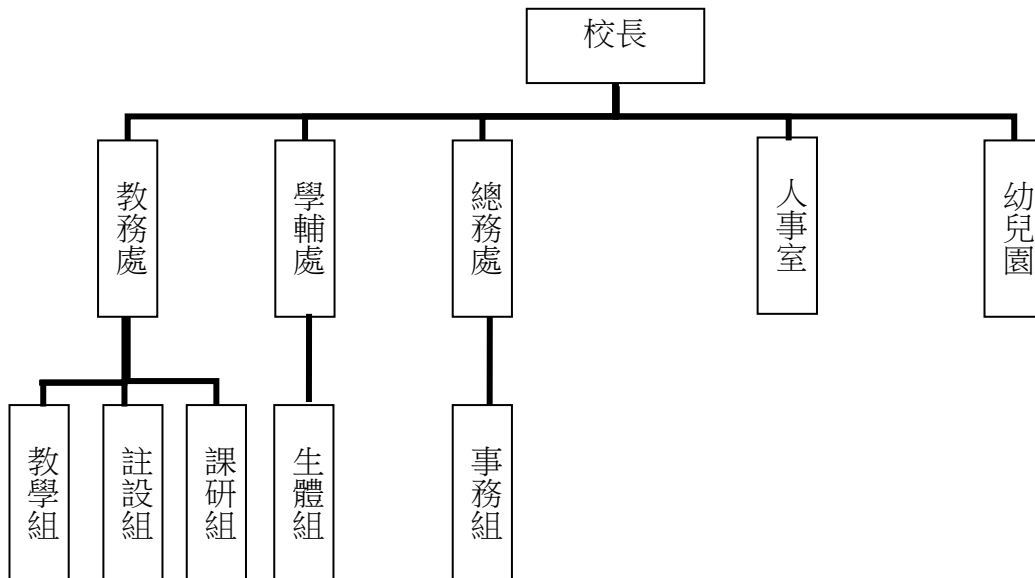 校長
教務處
學輔處
總務處
人事室
幼兒園
教學組
註設組
課研組
生體組
事務組